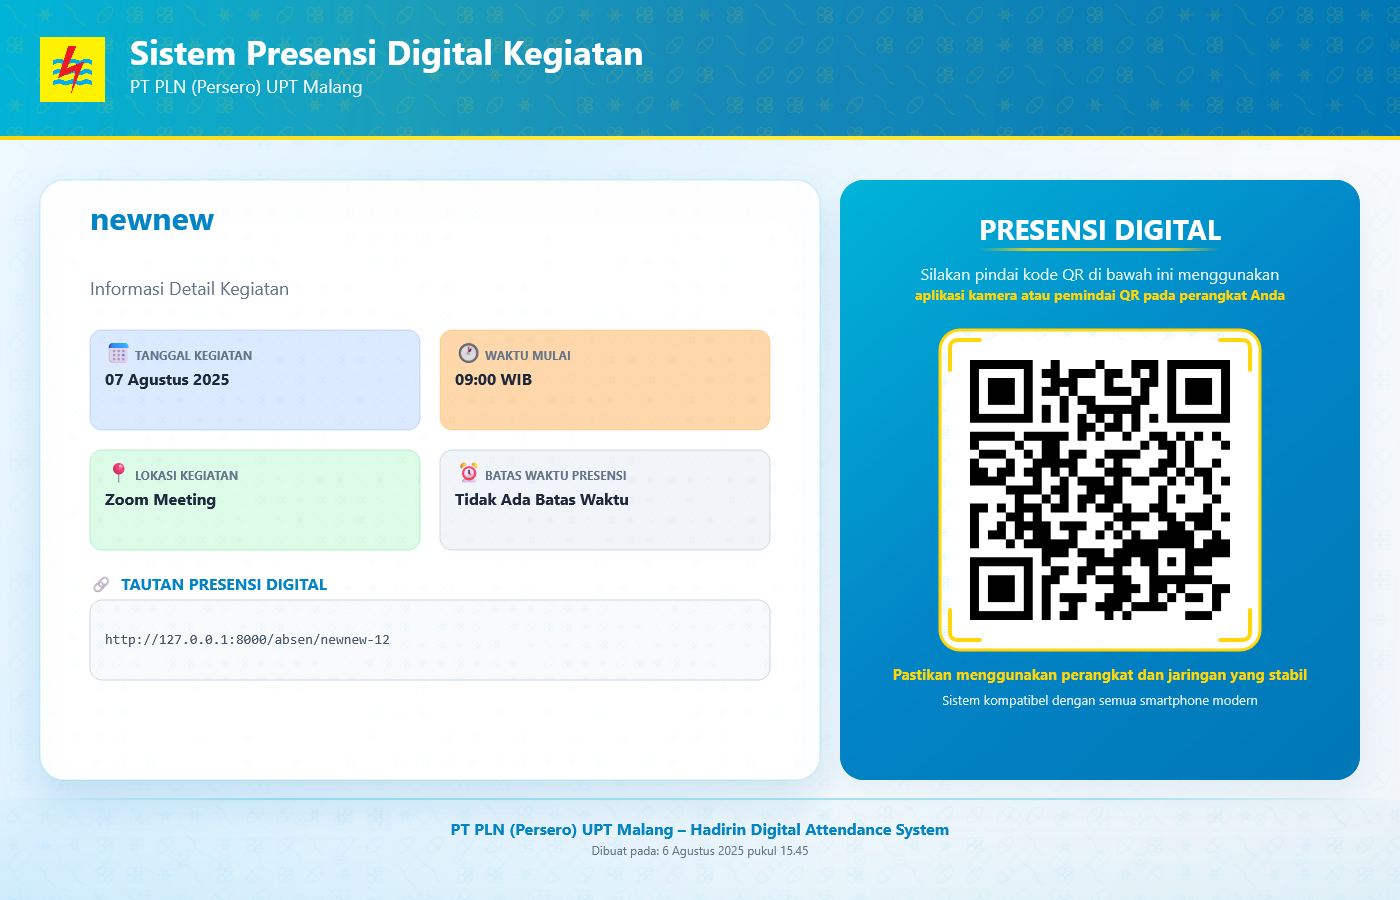 Sistem Presensi Digital Kegiatan
PT PLN (Persero) UPT Malang
newnew
Informasi Detail Kegiatan
TANGGAL KEGIATAN
07 Agustus 2025
WAKTU MULAI
09:00 WIB
LOKASI KEGIATAN
Zoom Meeting
BATAS WAKTU PRESENSI
Tidak Ada Batas Waktu
TAUTAN PRESENSI DIGITAL
http://127.0.0.1:8000/absen/newnew-12
PRESENSI DIGITAL
Silakan pindai kode QR di bawah ini menggunakan
aplikasi kamera atau pemindai QR pada perangkat Anda
Pastikan menggunakan perangkat dan jaringan yang stabil
Sistem kompatibel dengan semua smartphone modern
PT PLN (Persero) UPT Malang – Hadirin Digital Attendance System
Dibuat pada: 6 Agustus 2025 pukul 15.45